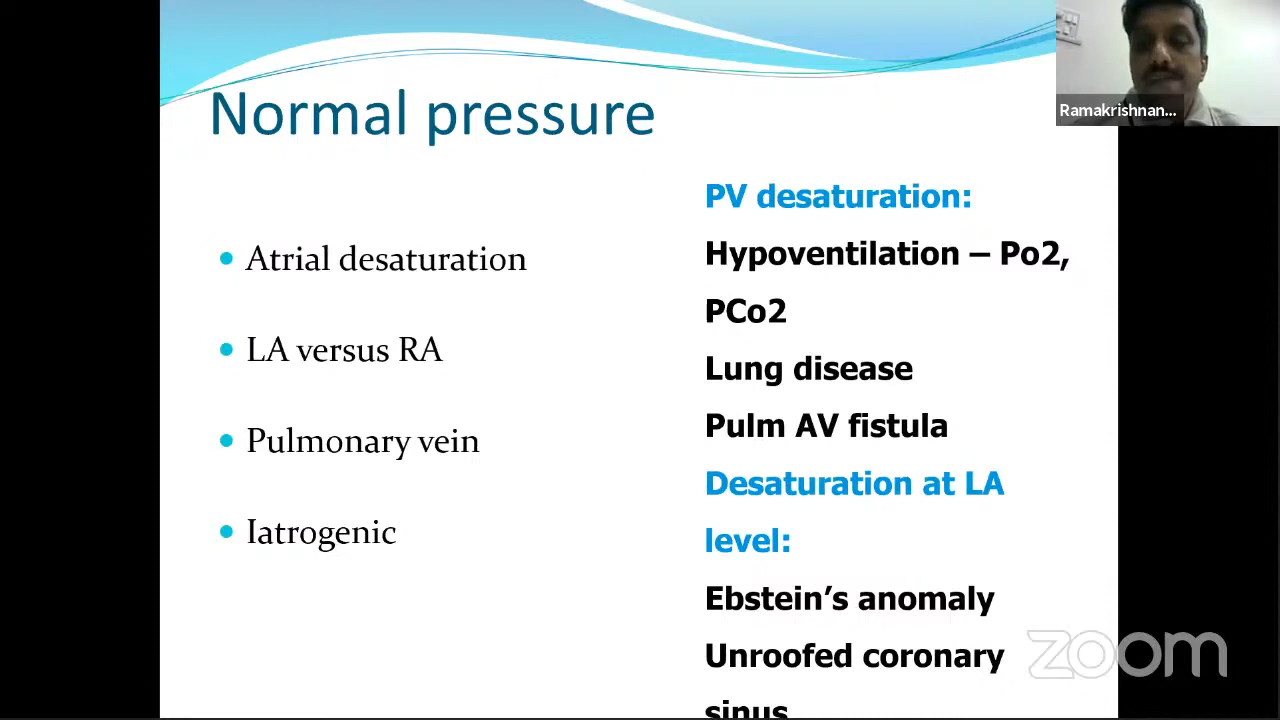 Normal pressure
Ramakrishnan...
• Atrial desaturation
• LA versus RA
• Pulmonary vein
• Iatrogenic
PV desaturation:
Hypoventilation – Po2,
PCo2
Lung disease
Pulm AV fistula
Desaturation at LA
level:
Ebstein’s anomaly
Unroofed coronary
sinus
zoom